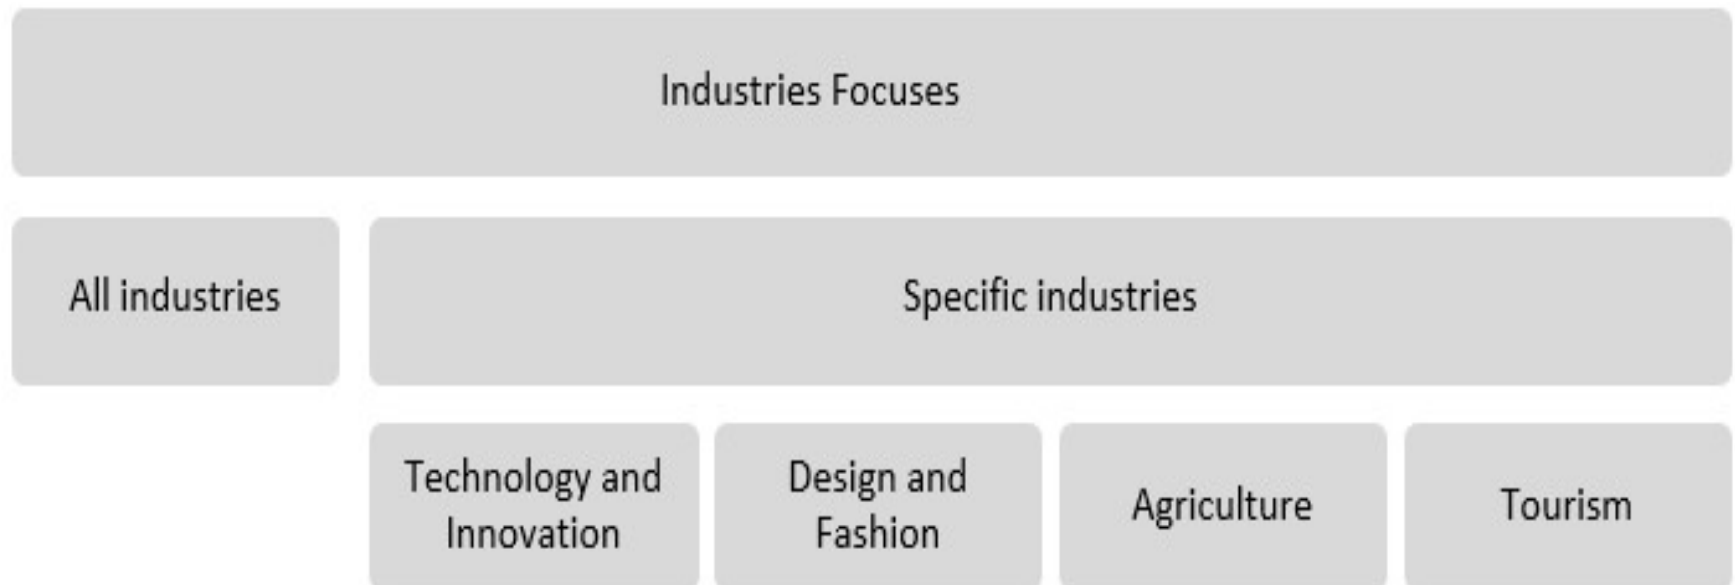 Industries Focuses
All industries
Specific industries
Technology and
Innovation
Design and
Fashion
Agriculture
Tourism